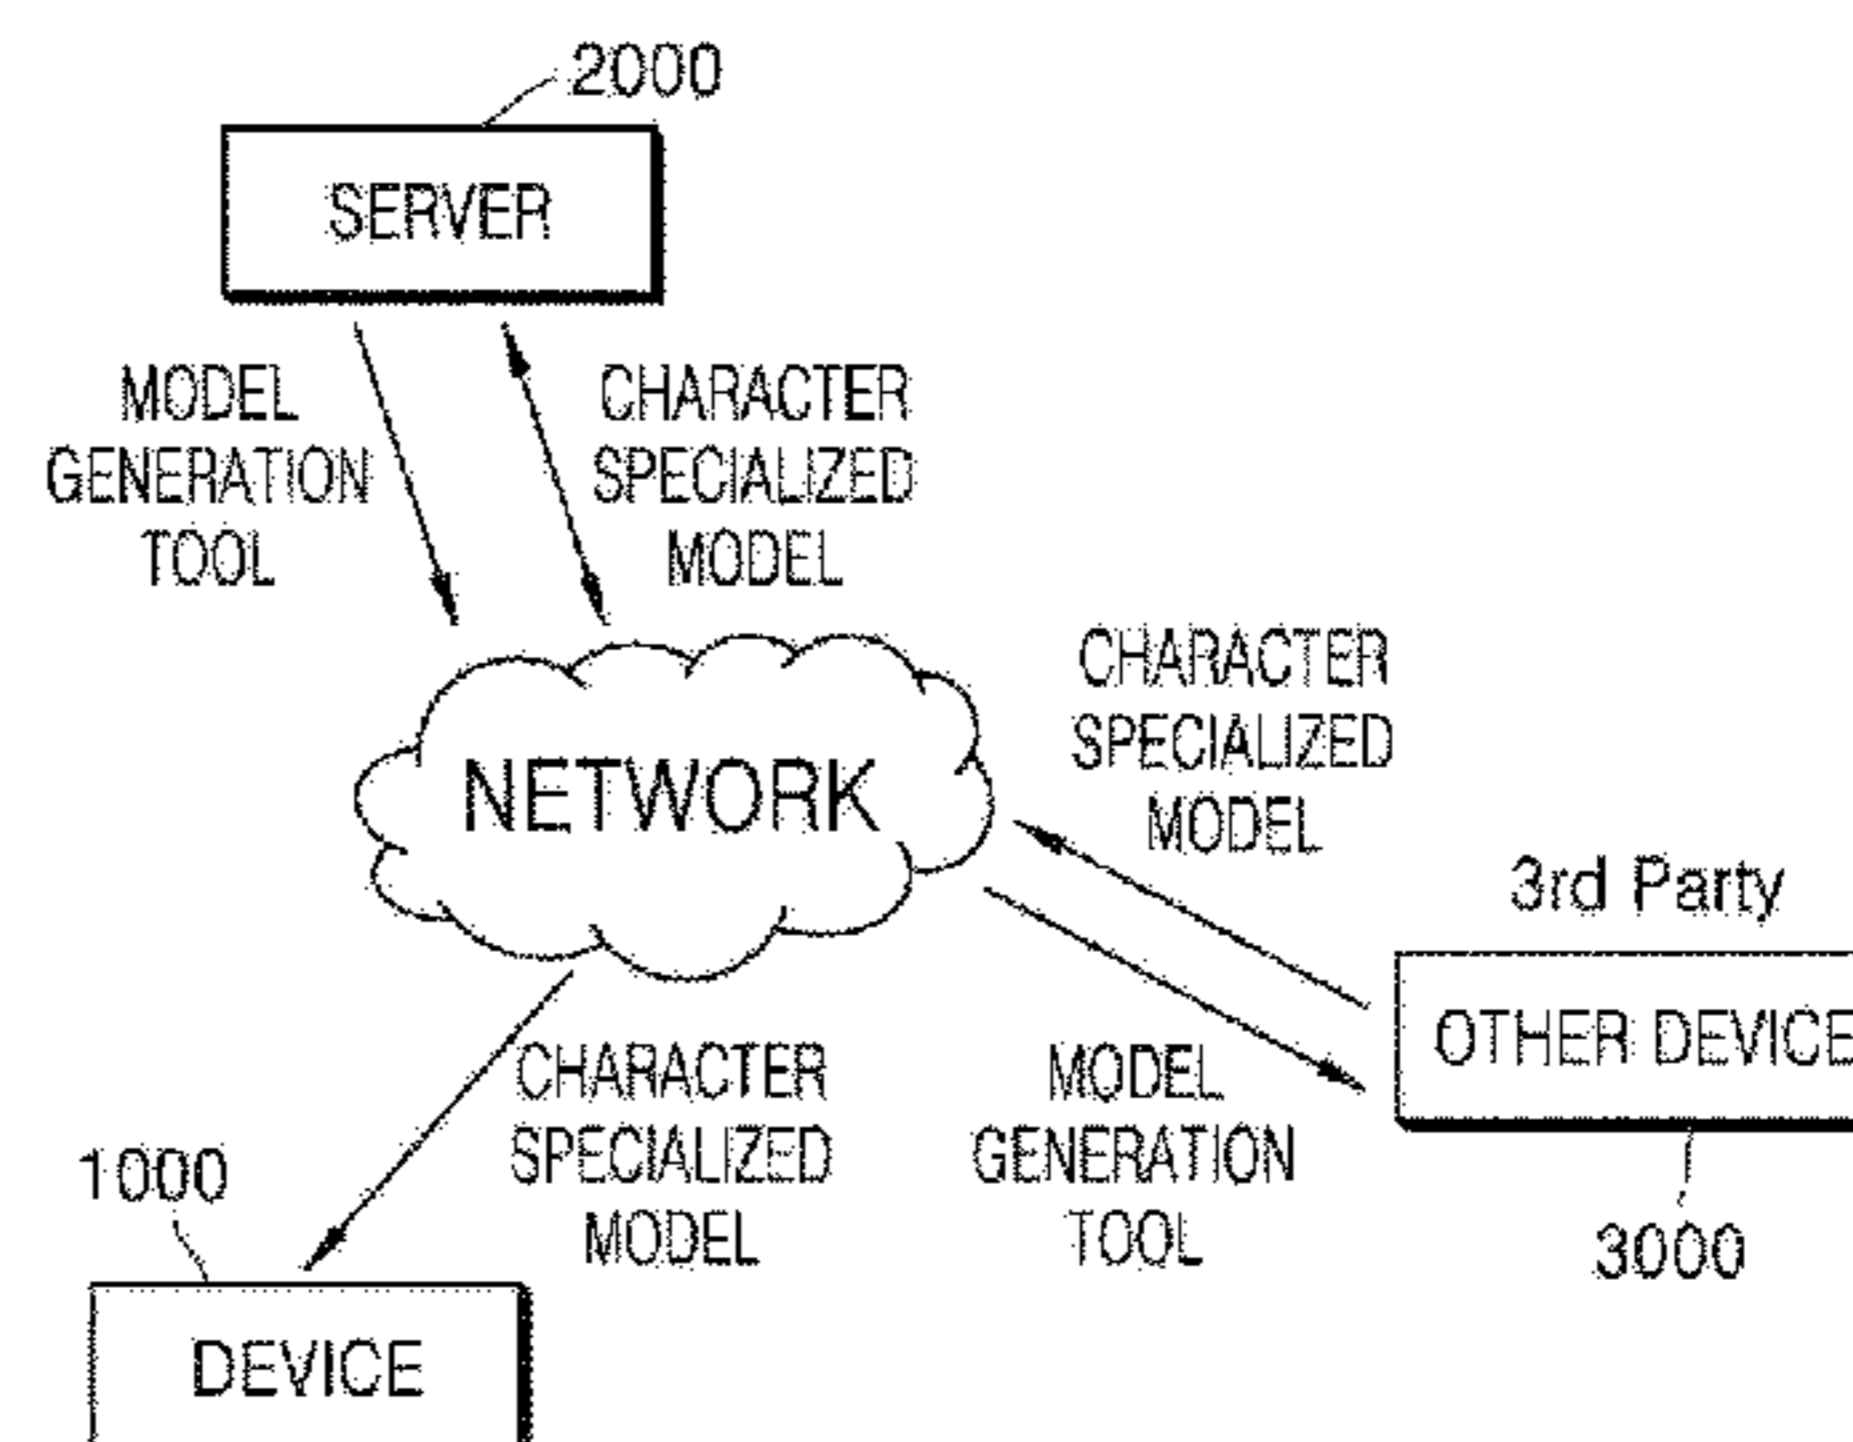 2000
SERVER
MODEL
GENERATION
TOOL
CHARACTER
SPECIALIZED
MODEL
NETWORK
CHARACTER
SPECIALIZED
MODEL
3rd Party
OTHER DEVICE
3000
CHARACTER
SPECIALIZED
MODEL
MODEL
GENERATION
TOOL
1000
DEVICE